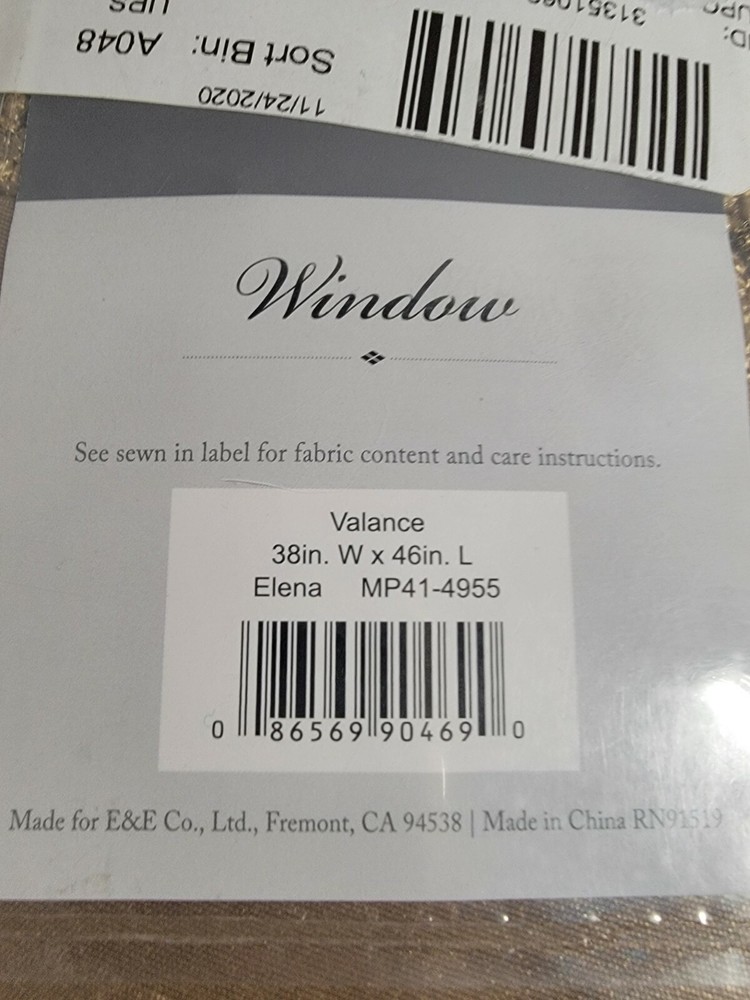 Sort Bin: A048
11/24/2020
Window
See sewn in label for fabric content and care instructions.
Valance
38in. W x 46in. L
Elena MP41-4955
0 86569 90469 0
Made for E&E Co., Ltd., Fremont, CA 94538 | Made in China RN91519